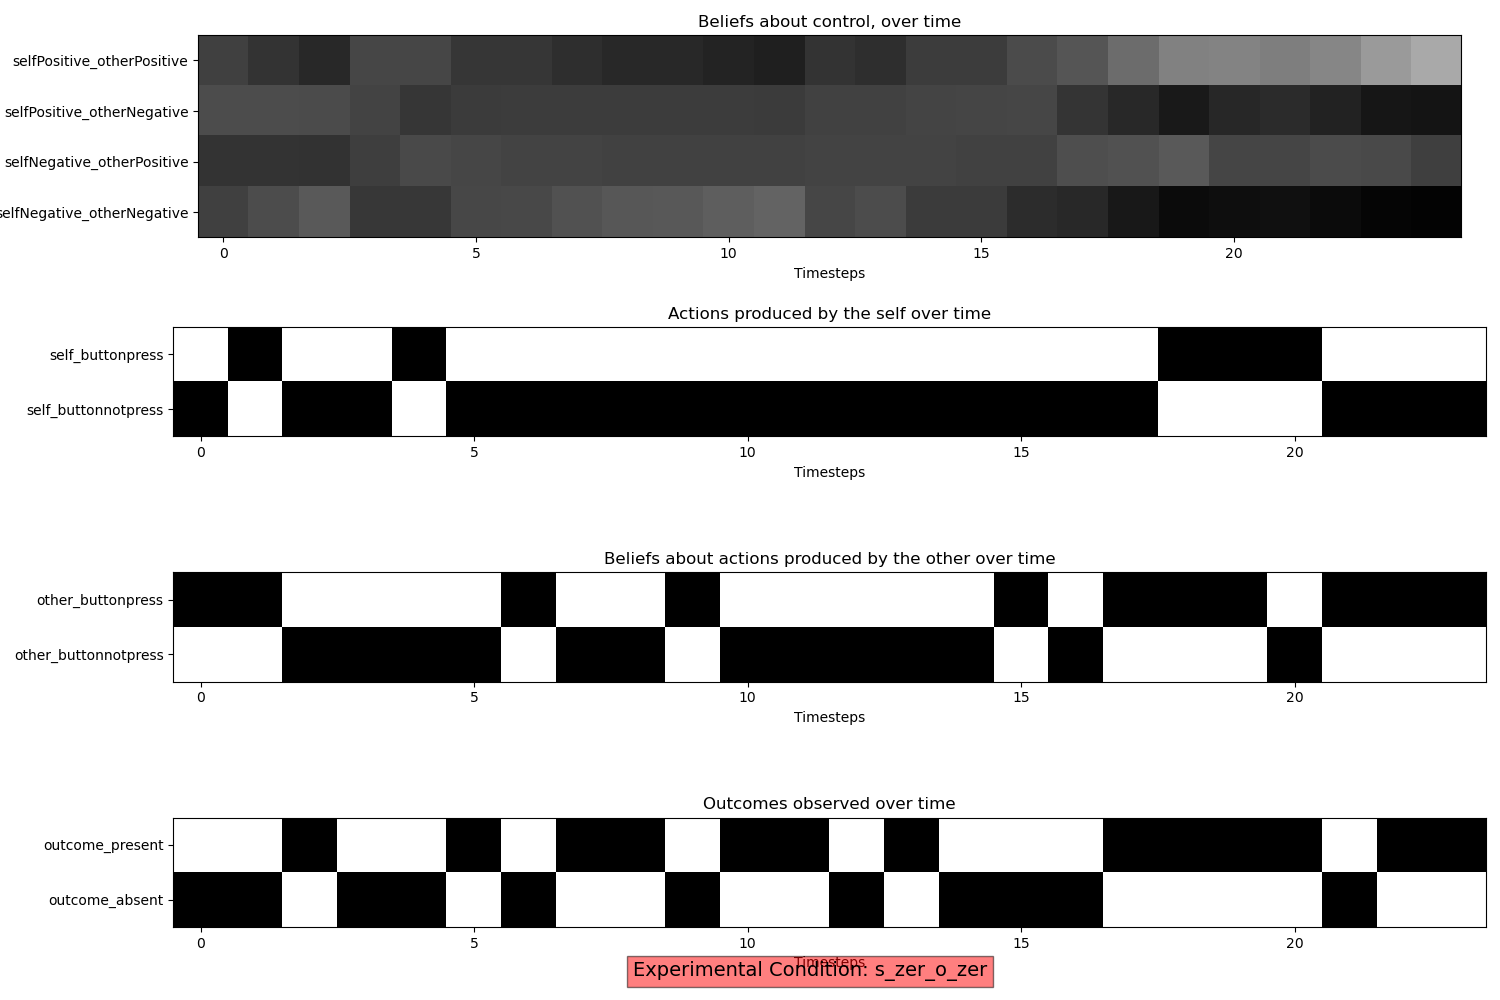 Beliefs about control, over time
selfPositive_otherPositive
selfPositive_otherNegative
selfNegative_otherPositive
selfNegative_otherNegative
0 5 10 15 20
Timesteps
Actions produced by the self over time
self_buttonpress
self_buttonnotpress
0 5 10 15 20
Timesteps
Beliefs about actions produced by the other over time
other_buttonpress
other_buttonnotpress
0 5 10 15 20
Timesteps
Outcomes observed over time
outcome_present
outcome_absent
0 5 10 15 20
Timesteps
Experimental Condition: s_zer_o_zer